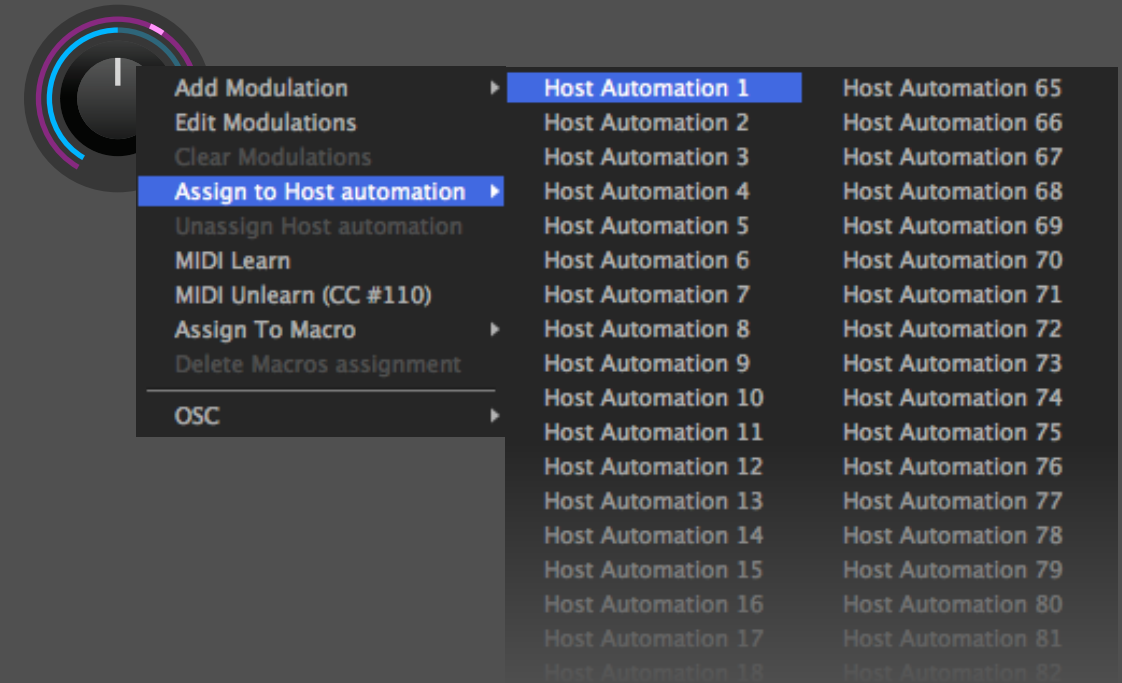 Add Modulation
Edit Modulations
Clear Modulations
Assign to Host automation
Unassign Host automation
MIDI Learn
MIDI Unlearn (CC #110)
Assign To Macro
Delete Macros assignment
OSC
Host Automation 1
Host Automation 2
Host Automation 3
Host Automation 4
Host Automation 5
Host Automation 6
Host Automation 7
Host Automation 8
Host Automation 9
Host Automation 10
Host Automation 11
Host Automation 12
Host Automation 13
Host Automation 14
Host Automation 15
Host Automation 16
Host Automation 17
Host Automation 18
Host Automation 65
Host Automation 66
Host Automation 67
Host Automation 68
Host Automation 69
Host Automation 70
Host Automation 71
Host Automation 72
Host Automation 73
Host Automation 74
Host Automation 75
Host Automation 76
Host Automation 77
Host Automation 78
Host Automation 79
Host Automation 80
Host Automation 81
Host Automation 82